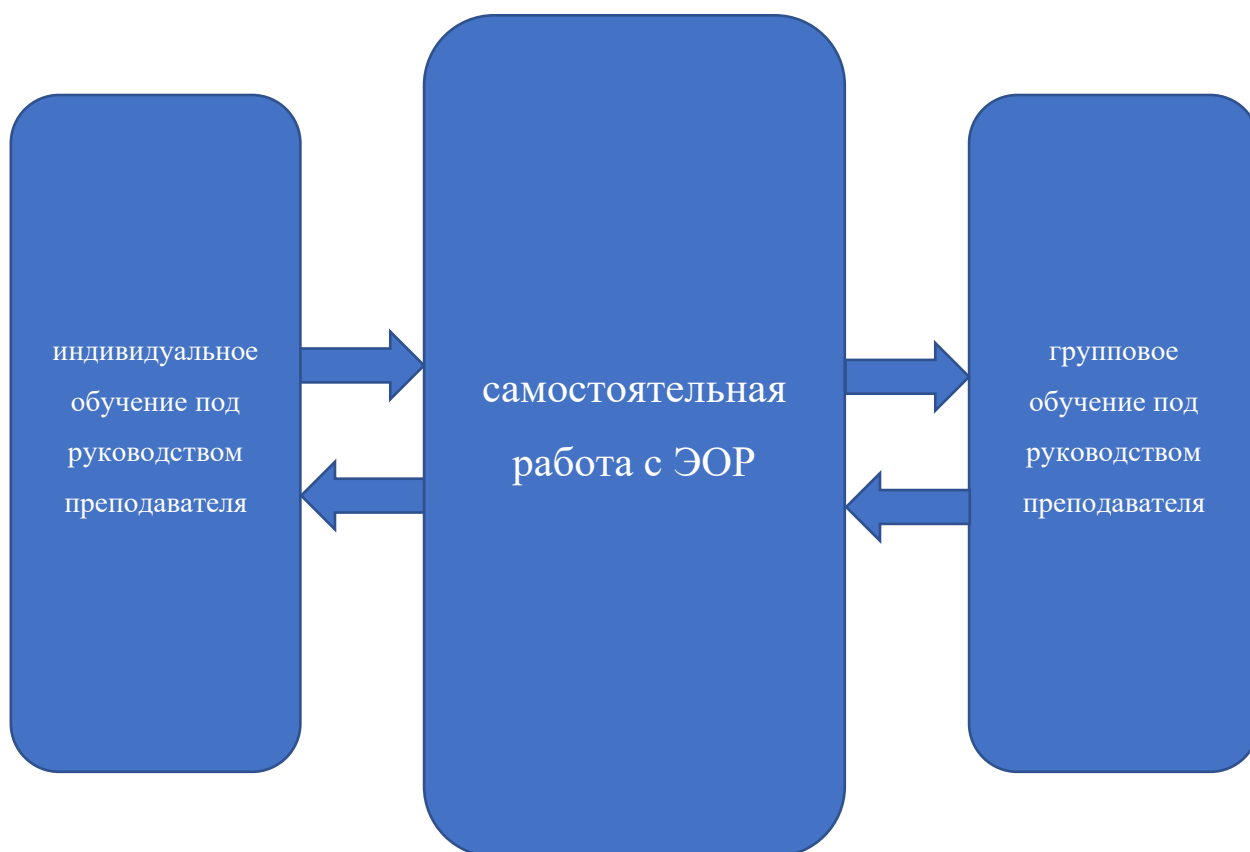 индивидуальное
обучение под
руководством
преподавателя
самостоятельная
работа с ЭОР
групповое
обучение под
руководством
преподавателя